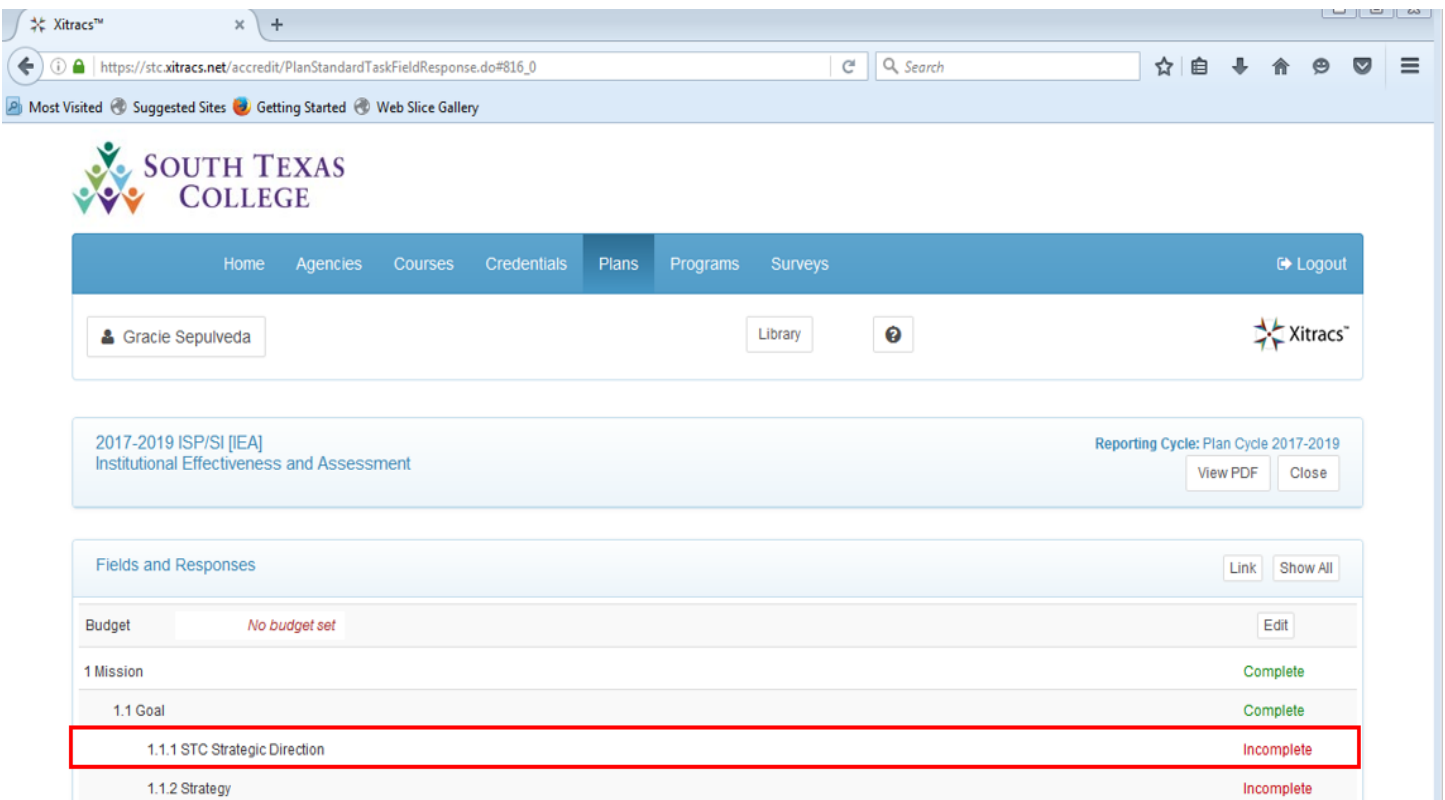 Xitracs™
https://stc.xitracs.net/accredit/PlanStandardTaskFieldResponse.do#816_0
Search
Most Visited Suggested Sites Getting Started Web Slice Gallery
SOUTH TEXAS
COLLEGE
Home Agencies Courses Credentials Plans Programs Surveys Logout
Gracie Sepulveda Library Xitracs™
2017-2019 ISP/SI [IEA] Reporting Cycle: Plan Cycle 2017-2019
Institutional Effectiveness and Assessment
View PDF Close
Fields and Responses Link Show All
Budget No budget set Edit
1 Mission Complete
1.1 Goal Complete
1.1.1 STC Strategic Direction Incomplete
1.1.2 Strategy Incomplete